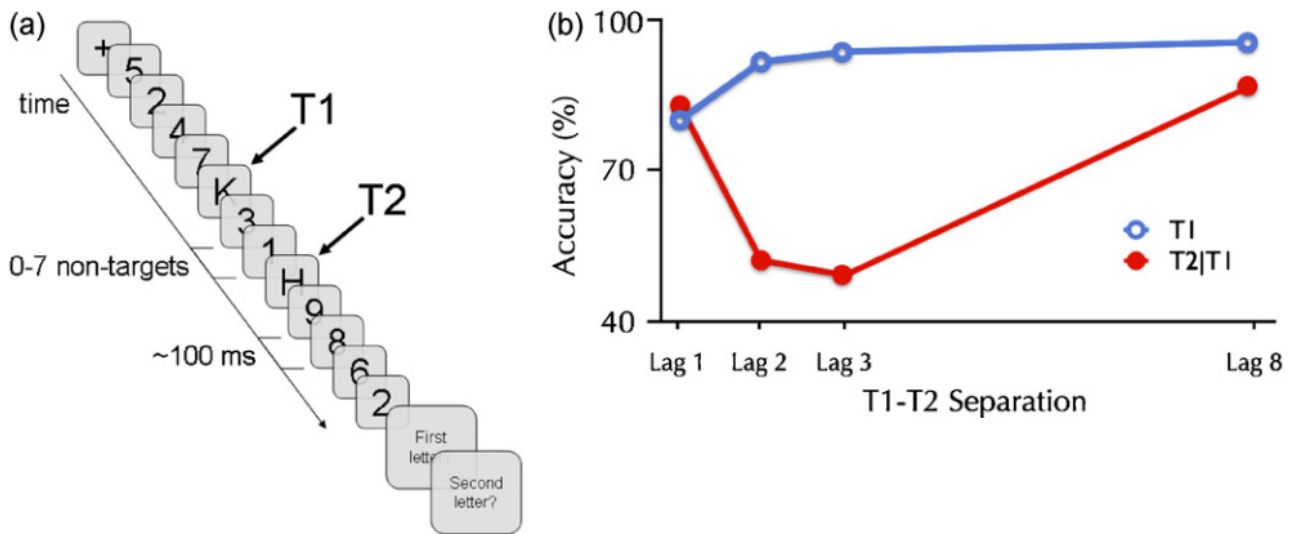 (a)
+
5
2
4
7
K
3
1
H
9
8
6
2
First
letter?
Second
letter?
time
T1
T2
0-7 non-targets
~100 ms
(b)
Accuracy (%)
100
70
40
T1
T2|T1
Lag 1 Lag 2 Lag 3 Lag 8
T1-T2 Separation